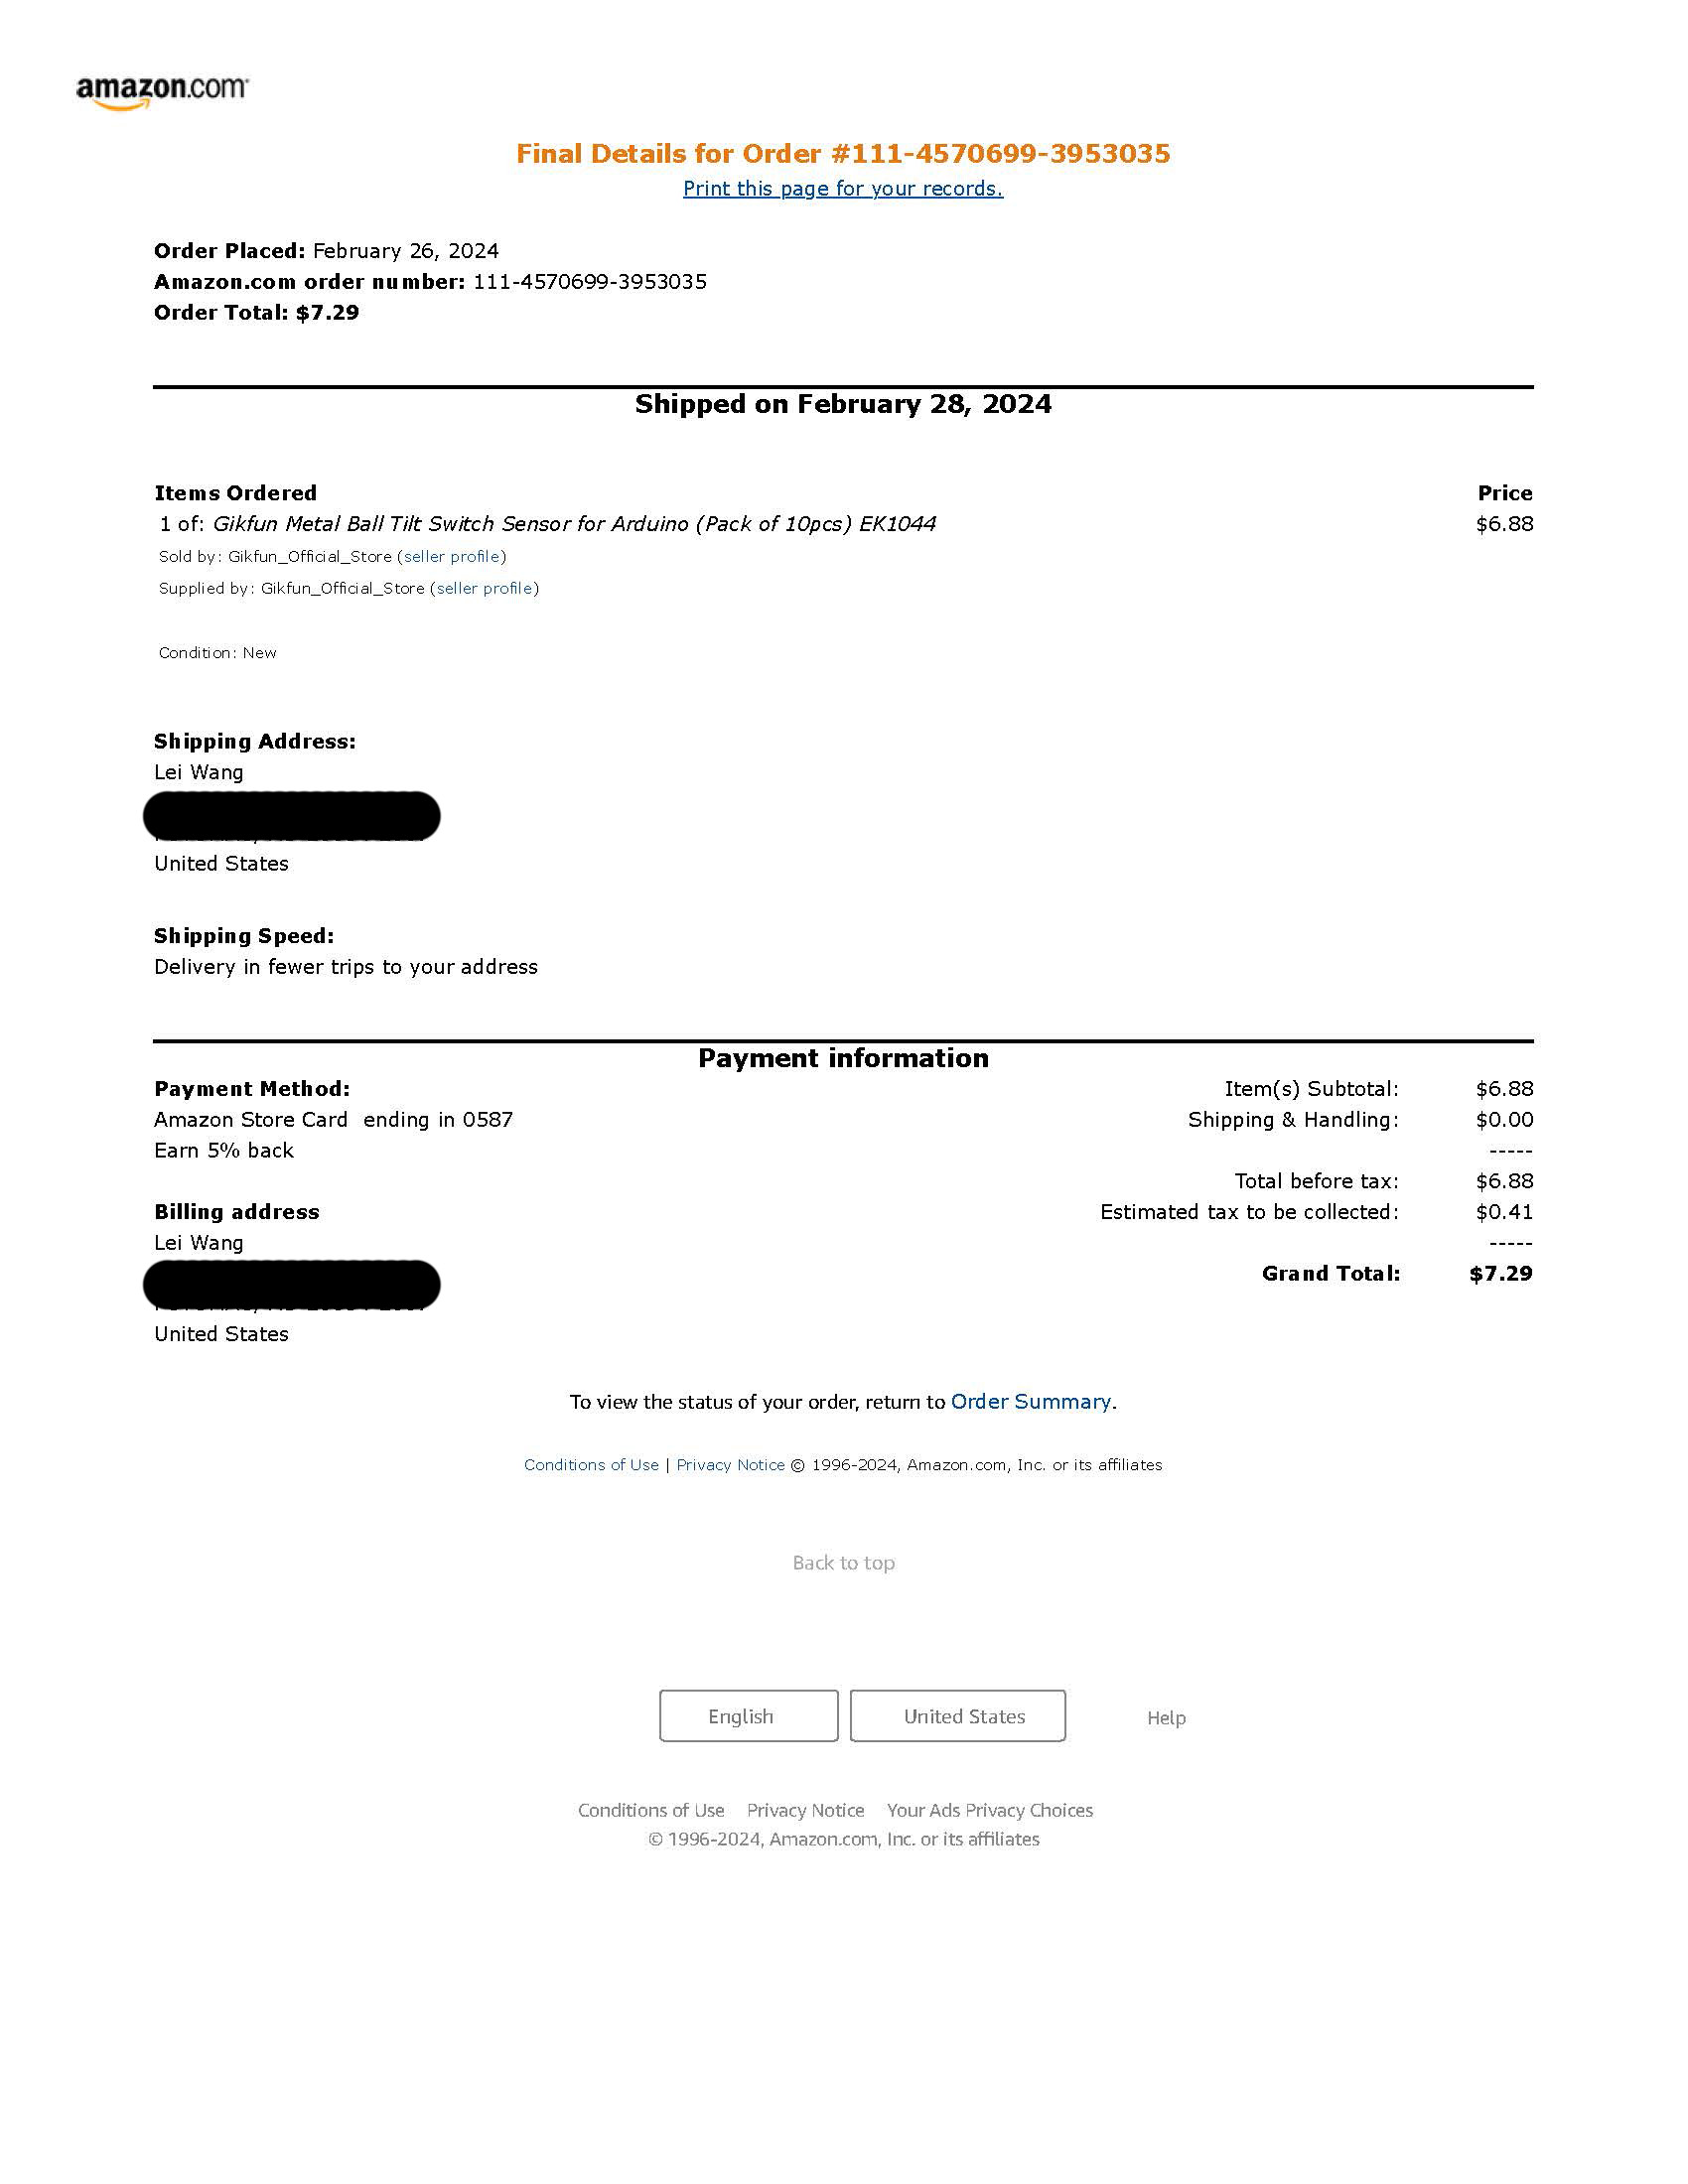 amazon.com
Final Details for Order #111-4570699-3953035
Print this page for your records.
Order Placed: February 26, 2024
Amazon.com order number: 111-4570699-3953035
Order Total: $7.29
Shipped on February 28, 2024
Items Ordered Price
1 of: Gikfun Metal Ball Tilt Switch Sensor for Arduino (Pack of 10pcs) EK1044 $6.88
Sold by: Gikfun_Official_Store (seller profile)
Supplied by: Gikfun_Official_Store (seller profile)
Condition: New
Shipping Address:
Lei Wang
United States
Shipping Speed:
Delivery in fewer trips to your address
Payment information
Payment Method:
Amazon Store Card ending in 0587
Earn 5% back
Billing address
Lei Wang
United States
Item(s) Subtotal: $6.88
Shipping & Handling: $0.00
-----
Total before tax: $6.88
Estimated tax to be collected: $0.41
-----
Grand Total: $7.29
To view the status of your order, return to Order Summary.
Conditions of Use | Privacy Notice © 1996-2024, Amazon.com, Inc. or its affiliates
Back to top
English United States Help
Conditions of Use Privacy Notice Your Ads Privacy Choices
© 1996-2024, Amazon.com, Inc. or its affiliates